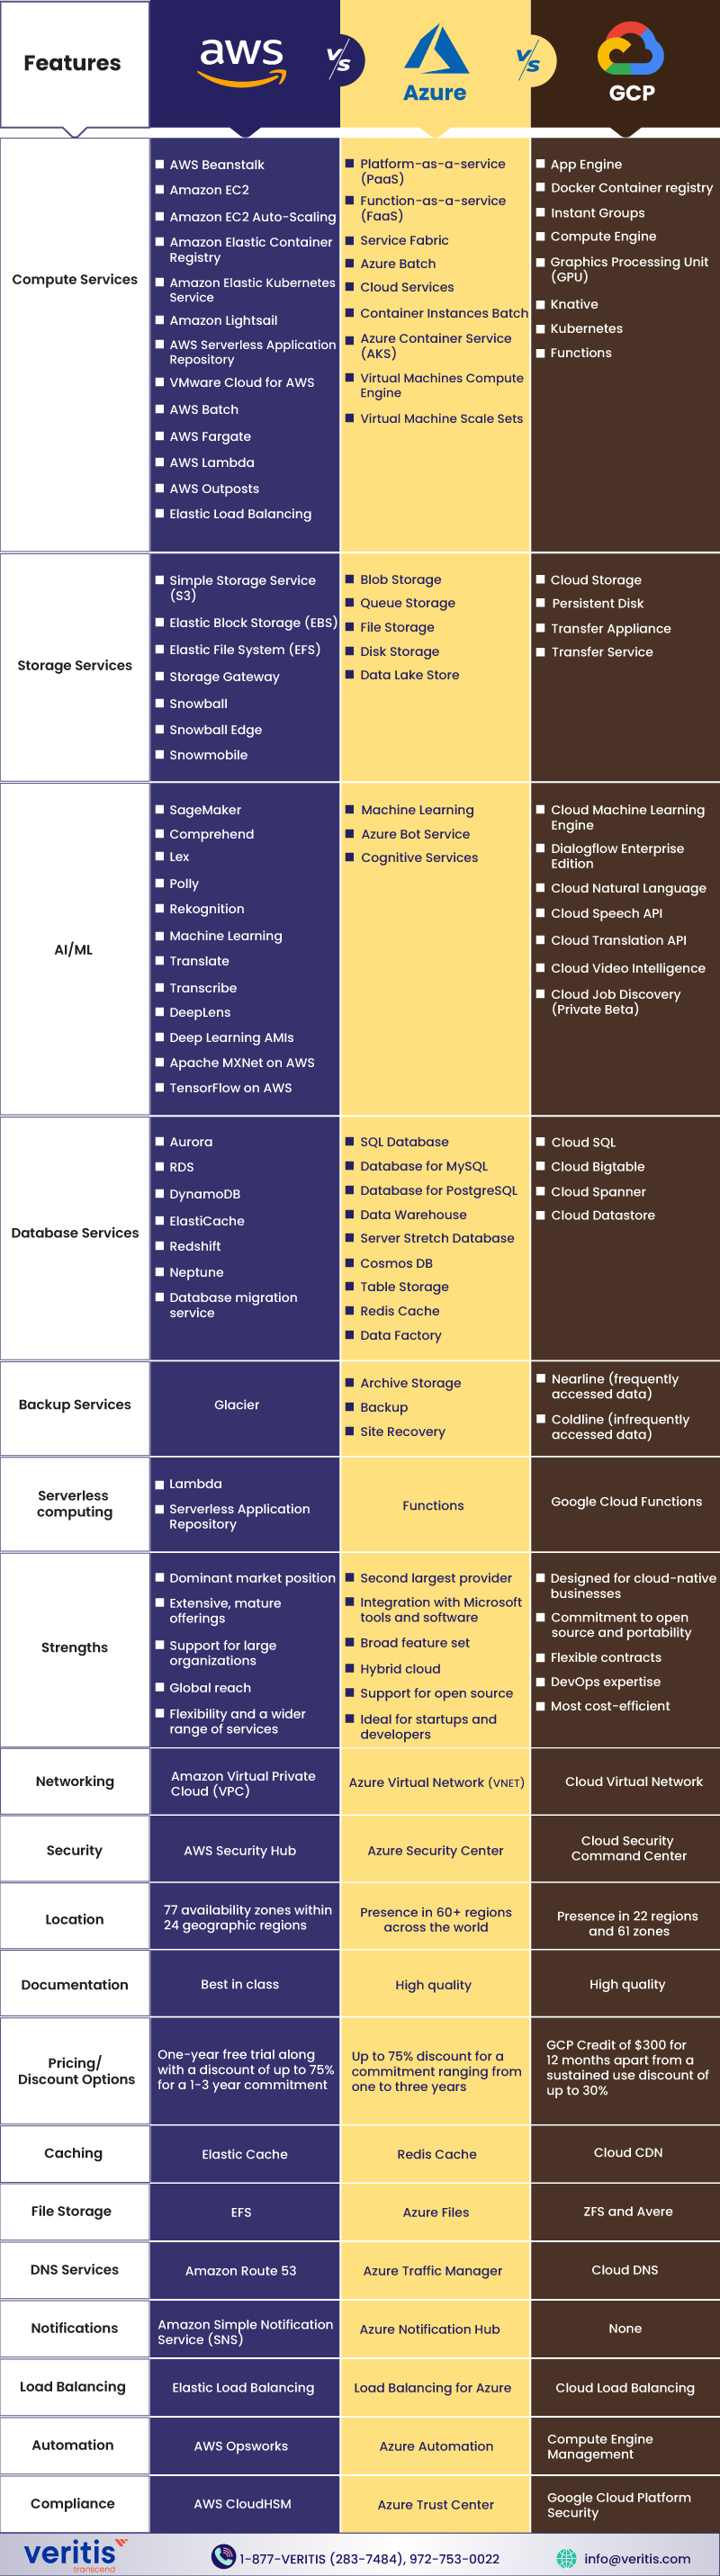 Features
aws
V/S
Azure
V/S
GCP
Compute Services
AWS Beanstalk
Amazon EC2
Amazon EC2 Auto-Scaling
Amazon Elastic Container
Registry
Amazon Elastic Kubernetes
Service
Amazon Lightsail
AWS Serverless Application
Repository
VMware Cloud for AWS
AWS Batch
AWS Fargate
AWS Lambda
AWS Outposts
Elastic Load Balancing
Platform-as-a-service
(PaaS)
Function-as-a-service
(FaaS)
Service Fabric
Azure Batch
Cloud Services
Container Instances Batch
Azure Container Service
(AKS)
Virtual Machines Compute
Engine
Virtual Machine Scale Sets
App Engine
Docker Container registry
Instant Groups
Compute Engine
Graphics Processing Unit
(GPU)
Knative
Kubernetes
Functions
Storage Services
Simple Storage Service
(S3)
Elastic Block Storage (EBS)
Elastic File System (EFS)
Storage Gateway
Snowball
Snowball Edge
Snowmobile
Blob Storage
Queue Storage
File Storage
Disk Storage
Data Lake Store
Cloud Storage
Persistent Disk
Transfer Appliance
Transfer Service
AI/ML
SageMaker
Comprehend
Lex
Polly
Rekognition
Machine Learning
Translate
Transcribe
DeepLens
Deep Learning AMIs
Apache MXNet on AWS
TensorFlow on AWS
Machine Learning
Azure Bot Service
Cognitive Services
Cloud Machine Learning
Engine
Dialogflow Enterprise
Edition
Cloud Natural Language
Cloud Speech API
Cloud Translation API
Cloud Video Intelligence
Cloud Job Discovery
(Private Beta)
Database Services
Aurora
RDS
DynamoDB
ElastiCache
Redshift
Neptune
Database migration
service
SQL Database
Database for MySQL
Database for PostgreSQL
Data Warehouse
Server Stretch Database
Cosmos DB
Table Storage
Redis Cache
Data Factory
Cloud SQL
Cloud Bigtable
Cloud Spanner
Cloud Datastore
Backup Services
Glacier
Archive Storage
Backup
Site Recovery
Nearline (frequently
accessed data)
Coldline (infrequently
accessed data)
Serverless
computing
Lambda
Serverless Application
Repository
Functions
Google Cloud Functions
Strengths
Dominant market position
Extensive, mature
offerings
Support for large
organizations
Global reach
Flexibility and a wider
range of services
Second largest provider
Integration with Microsoft
tools and software
Broad feature set
Hybrid cloud
Support for open source
Ideal for startups and
developers
Designed for cloud-native
businesses
Commitment to open
source and portability
Flexible contracts
DevOps expertise
Most cost-efficient
Networking
Amazon Virtual Private
Cloud (VPC)
Azure Virtual Network (VNET)
Cloud Virtual Network
Security
AWS Security Hub
Azure Security Center
Cloud Security
Command Center
Location
77 availability zones within
24 geographic regions
Presence in 60+ regions
across the world
Presence in 22 regions
and 61 zones
Documentation
Best in class
High quality
High quality
Pricing/
Discount Options
One-year free trial along
with a discount of up to 75%
for a 1-3 year commitment
Up to 75% discount for a
commitment ranging from
one to three years
GCP Credit of $300 for
12 months apart from a
sustained use discount of
up to 30%
Caching
Elastic Cache
Redis Cache
Cloud CDN
File Storage
EFS
Azure Files
ZFS and Avere
DNS Services
Amazon Route 53
Azure Traffic Manager
Cloud DNS
Notifications
Amazon Simple Notification
Service (SNS)
Azure Notification Hub
None
Load Balancing
Elastic Load Balancing
Load Balancing for Azure
Cloud Load Balancing
Automation
AWS Opsworks
Azure Automation
Compute Engine
Management
Compliance
AWS CloudHSM
Azure Trust Center
Google Cloud Platform
Security
veritis
transcend
1-877-VERITIS (283-7484), 972-753-0022
info@veritis.com